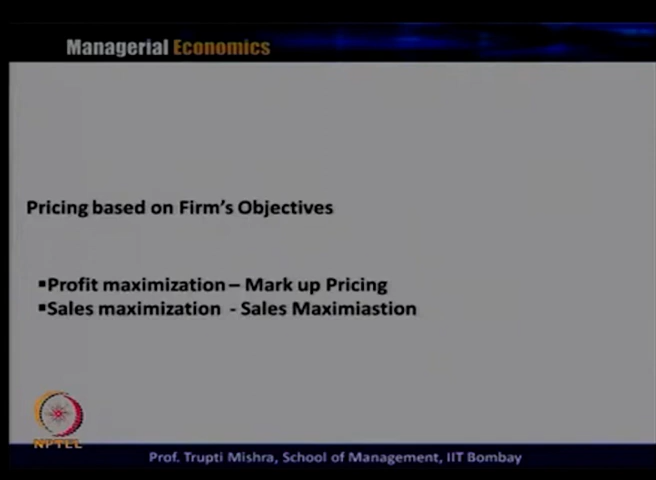 Managerial Economics
Pricing based on Firm's Objectives
▪Profit maximization – Mark up Pricing
▪Sales maximization - Sales Maximiastion
NPTEL
Prof. Trupti Mishra, School of Management, IIT Bombay